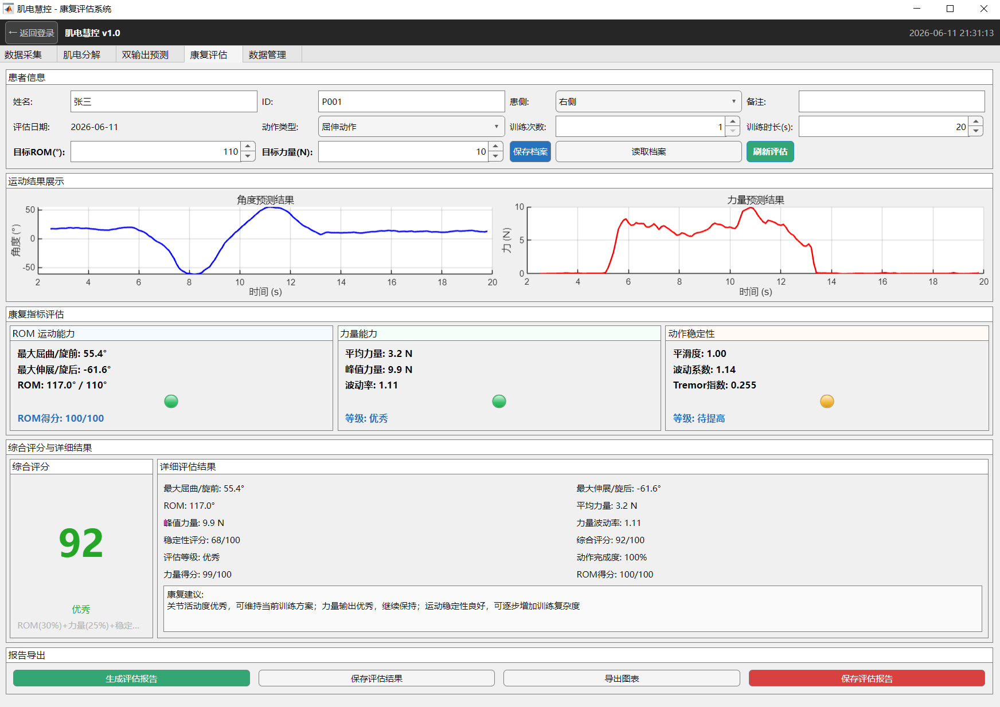 肌电慧控 - 康复评估系统
←返回登录 肌电慧控 v1.0 2026-06-11 21:31:13
数据采集 肌电分解 双输出预测 康复评估 数据管理
患者信息
姓名: 张三 ID: P001 患侧: 右侧 备注:
评估日期: 2026-06-11 动作类型: 屈伸动作 训练次数: 1 训练时长(s): 20
目标ROM(°): 110 目标力量(N): 10 保存档案 读取档案 刷新评估
运动结果展示
角度预测结果
角度 (°)
50
0
-50
2 4 6 8 10 12 14 16 18 20
时间 (s)
力量预测结果
力 (N)
10
5
0
2 4 6 8 10 12 14 16 18 20
时间 (s)
康复指标评估
ROM 运动能力
最大屈曲/旋前: 55.4°
最大伸展/旋后: -61.6°
ROM: 117.0° / 110°
ROM得分: 100/100
力量能力
平均力量: 3.2 N
峰值力量: 9.9 N
波动率: 1.11
等级: 优秀
动作稳定性
平滑度: 1.00
波动系数: 1.14
Tremor指数: 0.255
等级: 待提高
综合评分与详细结果
综合评分
92
优秀
ROM(30%)+力量(25%)+稳定...
详细评估结果
最大屈曲/旋前: 55.4° 最大伸展/旋后: -61.6°
ROM: 117.0° 平均力量: 3.2 N
峰值力量: 9.9 N 力量波动率: 1.11
稳定性评分: 68/100 综合评分: 92/100
评估等级: 优秀 动作完成度: 100%
力量得分: 99/100 ROM得分: 100/100
康复建议:
关节活动度优秀，可维持当前训练方案；力量输出优秀，继续保持；运动稳定性良好，可逐步增加训练复杂度
报告导出
生成评估报告 保存评估结果 导出图表 保存评估报告